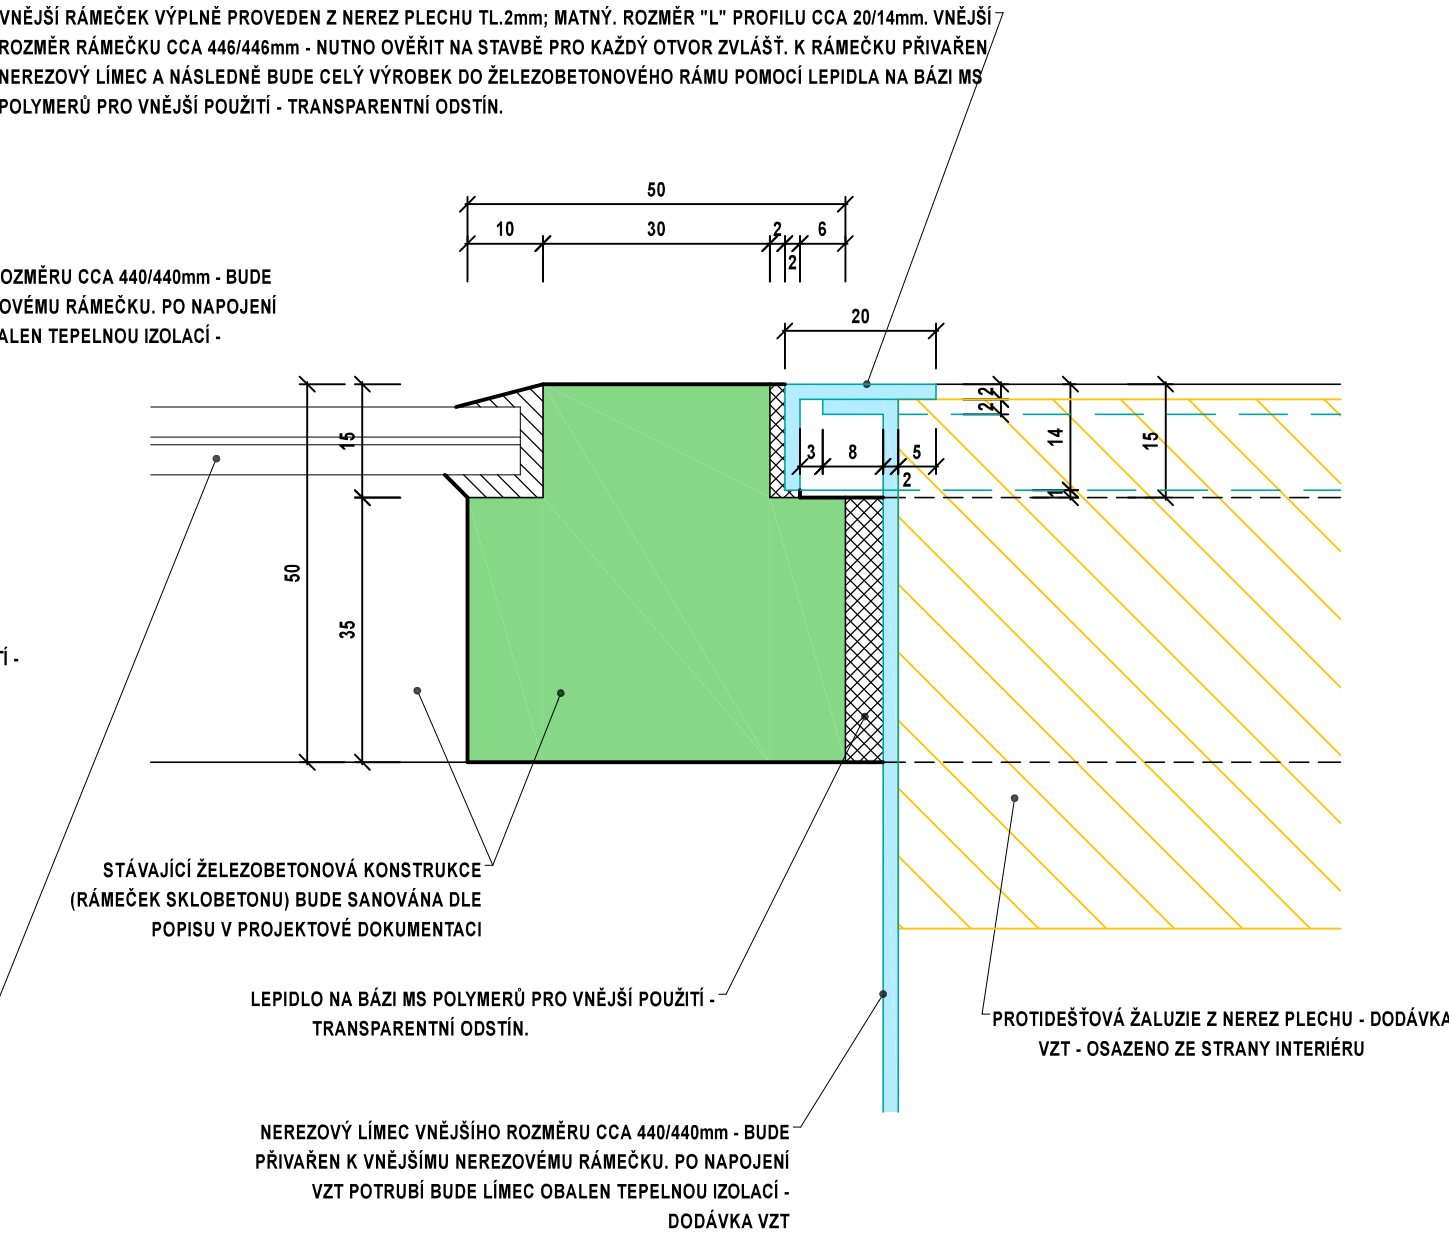 VNĚJŠÍ RÁMEČEK VÝPLNĚ PROVEDEN Z NEREZ PLECHU TL.2mm; MATNÝ. ROZMĚR "L" PROFILU CCA 20/14mm. VNĚJŠÍ
ROZMĚR RÁMEČKU CCA 446/446mm - NUTNO OVĚŘIT NA STAVBĚ PRO KAŽDÝ OTVOR ZVLÁŠŤ. K RÁMEČKU PŘIVAŘEN
NEREZOVÝ LÍMEC A NÁSLEDNĚ BUDE CELÝ VÝROBEK DO ŽELEZOBETONOVÉHO RÁMU POMOCÍ LEPIDLA NA BÁZI MS
POLYMERŮ PRO VNĚJŠÍ POUŽITÍ - TRANSPARENTNÍ ODSTÍN.
50
10 30 2 6
2
OZMĚRU CCA 440/440mm - BUDE
OVÉMU RÁMEČKU. PO NAPOJENÍ
ALEN TEPELNOU IZOLACÍ -
20
2
2
15
14
15
3 8 5
2
1
50
35
Í -
STÁVAJÍCÍ ŽELEZOBETONOVÁ KONSTRUKCE
(RÁMEČEK SKLOBETONU) BUDE SANOVÁNA DLE
POPISU V PROJEKTOVÉ DOKUMENTACI
LEPIDLO NA BÁZI MS POLYMERŮ PRO VNĚJŠÍ POUŽITÍ -
TRANSPARENTNÍ ODSTÍN.
PROTIDEŠŤOVÁ ŽALUZIE Z NEREZ PLECHU - DODÁVKA
VZT - OSAZENO ZE STRANY INTERIÉRU
NEREZOVÝ LÍMEC VNĚJŠÍHO ROZMĚRU CCA 440/440mm - BUDE
PŘIVAŘEN K VNĚJŠÍMU NEREZOVÉMU RÁMEČKU. PO NAPOJENÍ
VZT POTRUBÍ BUDE LÍMEC OBALEN TEPELNOU IZOLACÍ -
DODÁVKA VZT